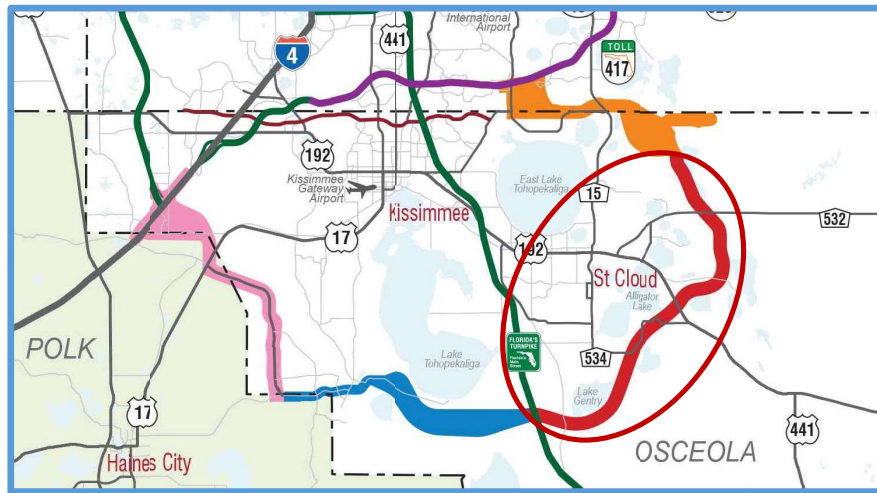 International
Airport
441
4
TOLL
417
192
Kissimmee
Gateway
Airport
East Lake
Tohopekaliga
15
532
Kissimmee
17
192
St Cloud
Alligator
Lake
POLK
FLORIDA'S
TURNPIKE
534
Lake
Tohopekaliga
Lake
Gentry
17
441
OSCEOLA
Haines City